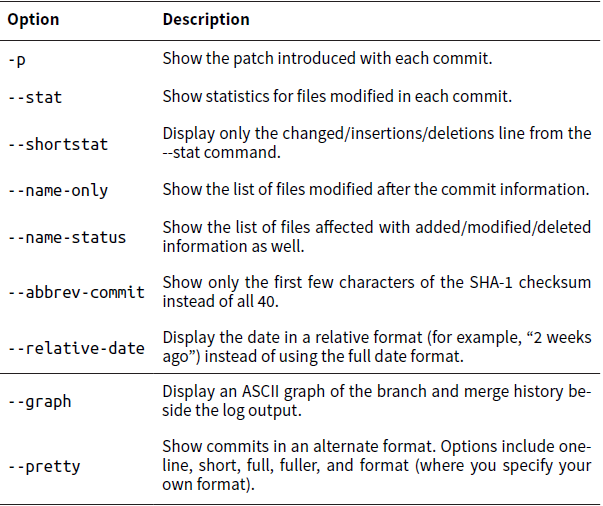 Option Description
-p Show the patch introduced with each commit.
--stat Show statistics for files modified in each commit.
--shortstat Display only the changed/insertions/deletions line from the
--stat command.
--name-only Show the list of files modified after the commit information.
--name-status Show the list of files affected with added/modified/deleted
information as well.
--abbrev-commit Show only the first few characters of the SHA-1 checksum
instead of all 40.
--relative-date Display the date in a relative format (for example, “2 weeks
ago”) instead of using the full date format.
--graph Display an ASCII graph of the branch and merge history be-
side the log output.
--pretty Show commits in an alternate format. Options include one-
line, short, full, fuller, and format (where you specify your
own format).